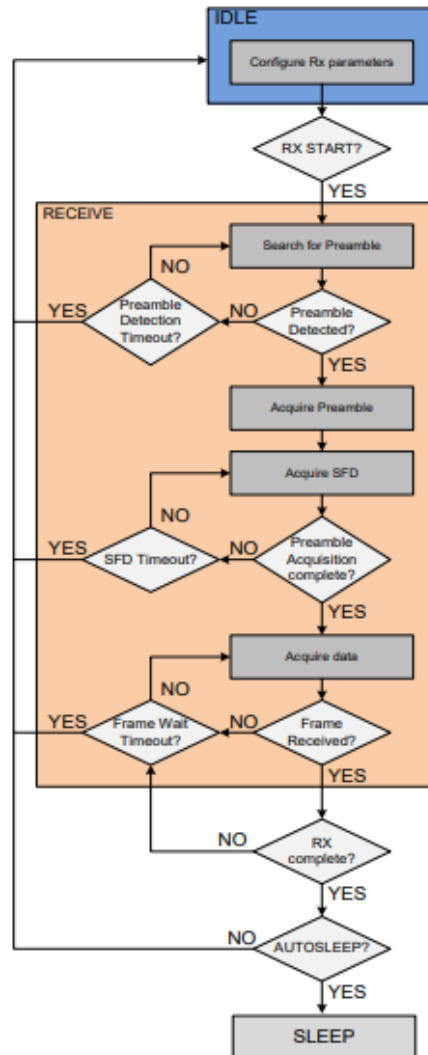 IDLE
Configure Rx parameters
RX START?
YES
RECEIVE
Search for Preamble
NO
YES
Preamble
Detection
Timeout?
NO
Preamble
Detected?
YES
Acquire Preamble
Acquire SFD
NO
YES
SFD Timeout?
NO
Preamble
Acquisition
complete?
YES
Acquire data
NO
YES
Frame Wait
Timeout?
NO
Frame
Received?
YES
NO
RX
complete?
YES
NO
AUTOSLEEP?
YES
SLEEP